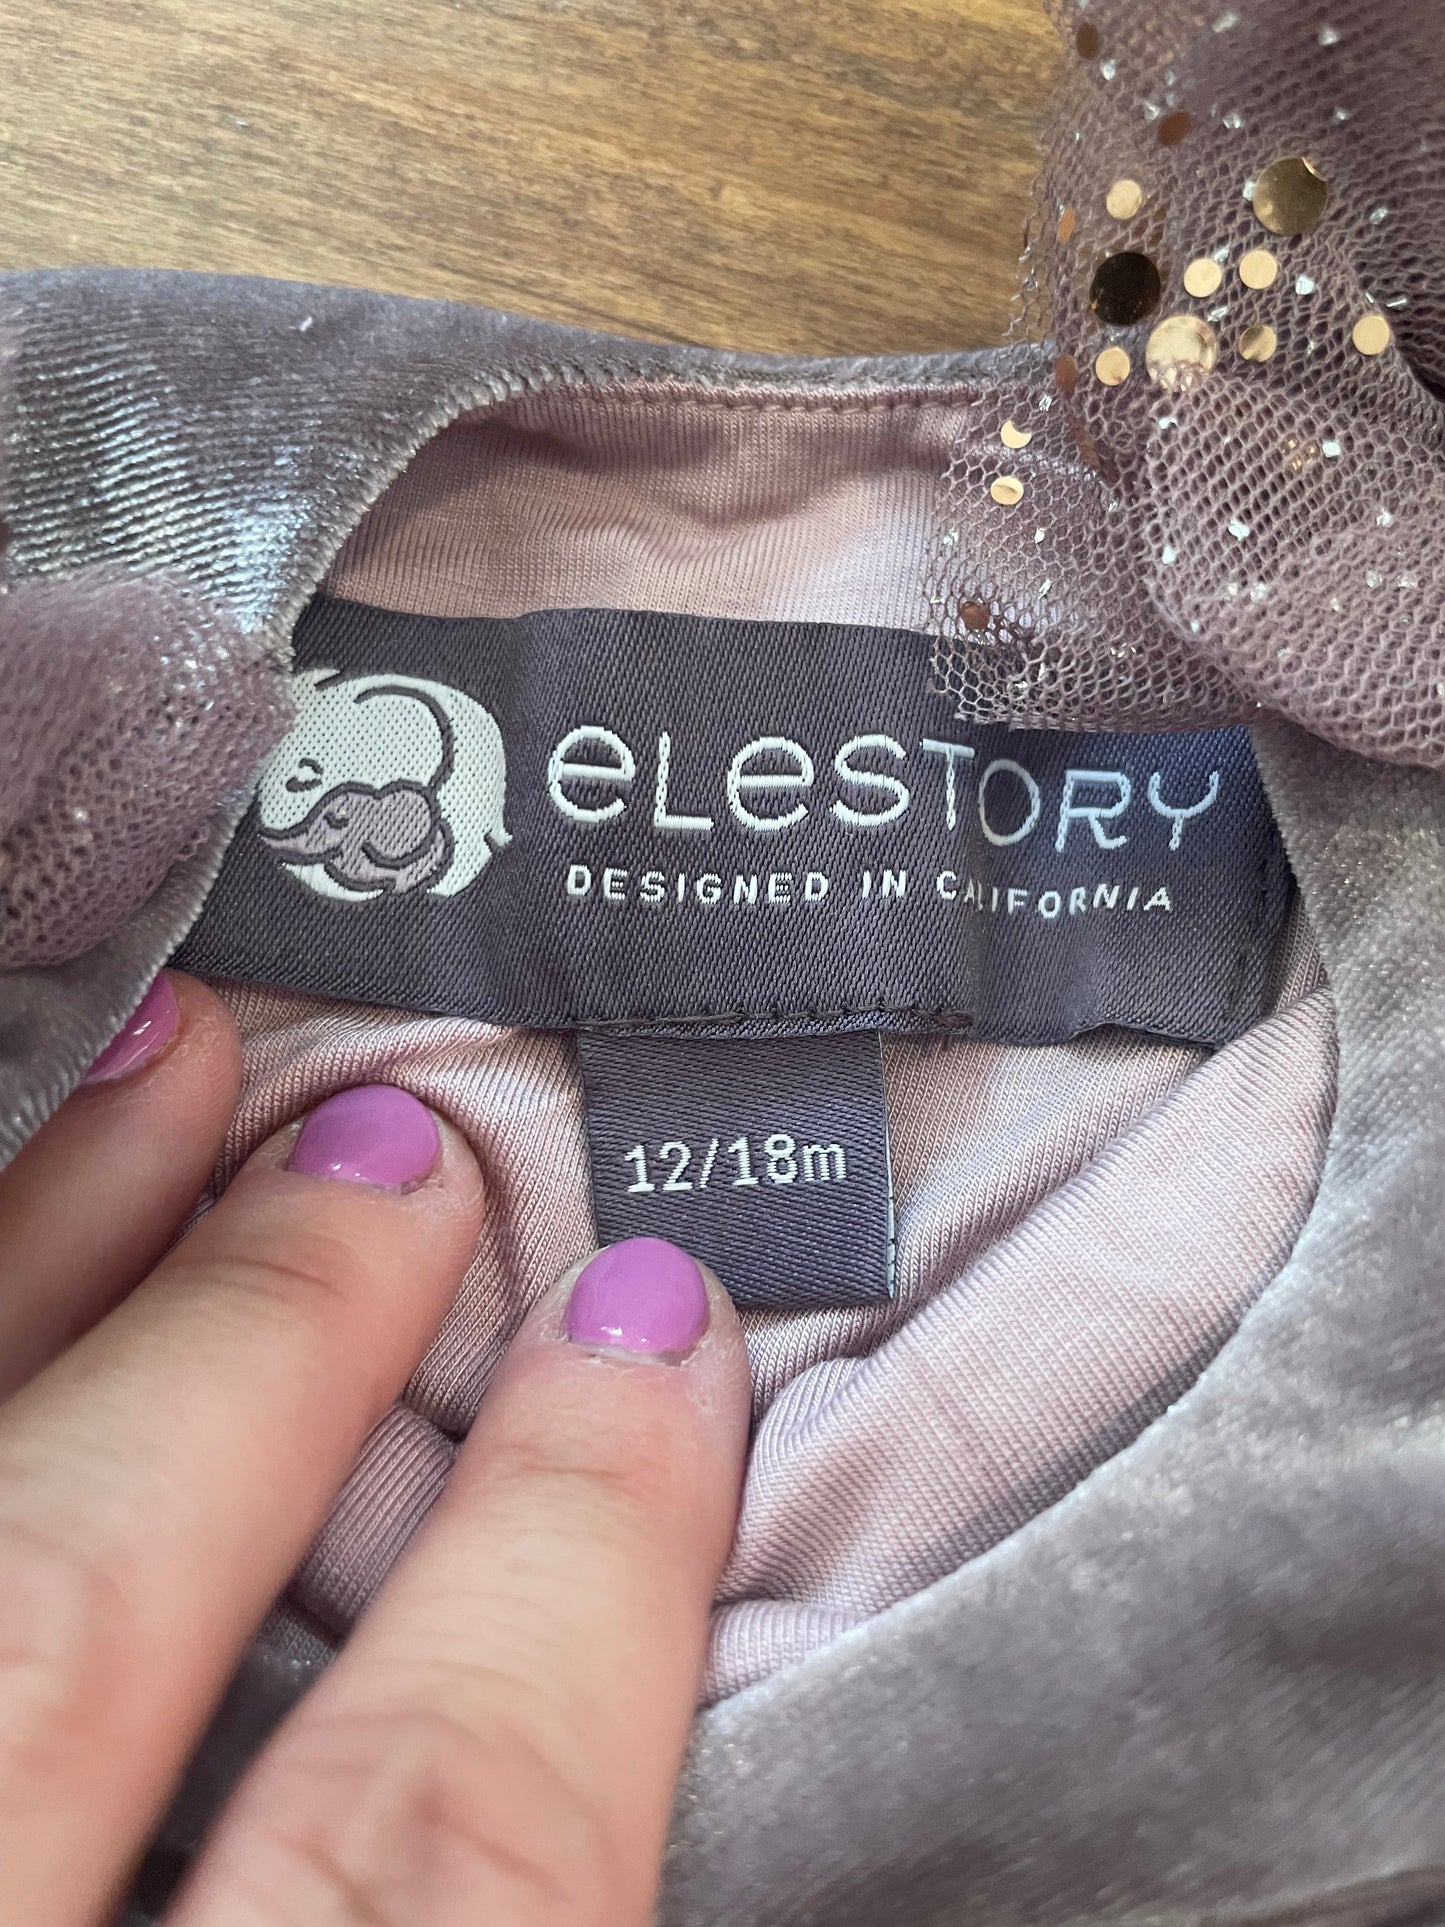 eLeSTORY
DESIGNED IN CALIFORNIA
12/18m